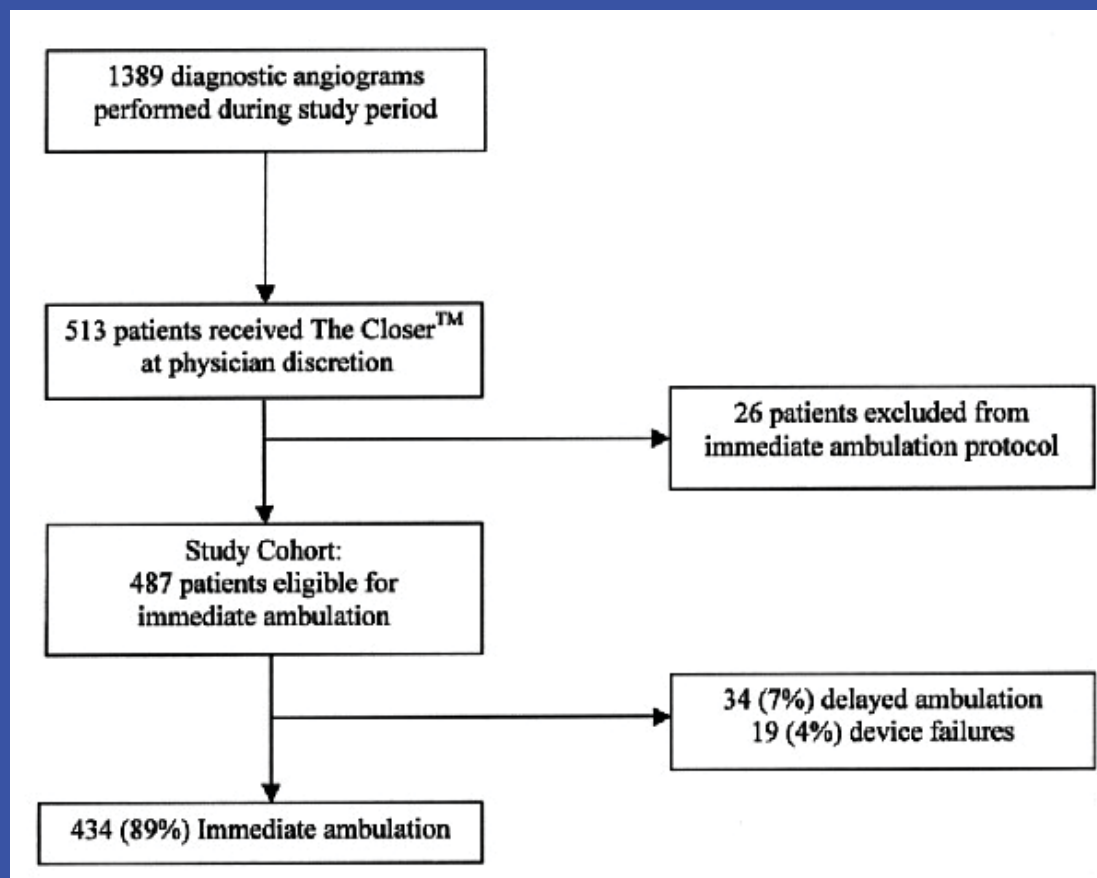 1389 diagnostic angiograms
performed during study period
513 patients received The Closer™
at physician discretion
26 patients excluded from
immediate ambulation protocol
Study Cohort:
487 patients eligible for
immediate ambulation
34 (7%) delayed ambulation
19 (4%) device failures
434 (89%) Immediate ambulation